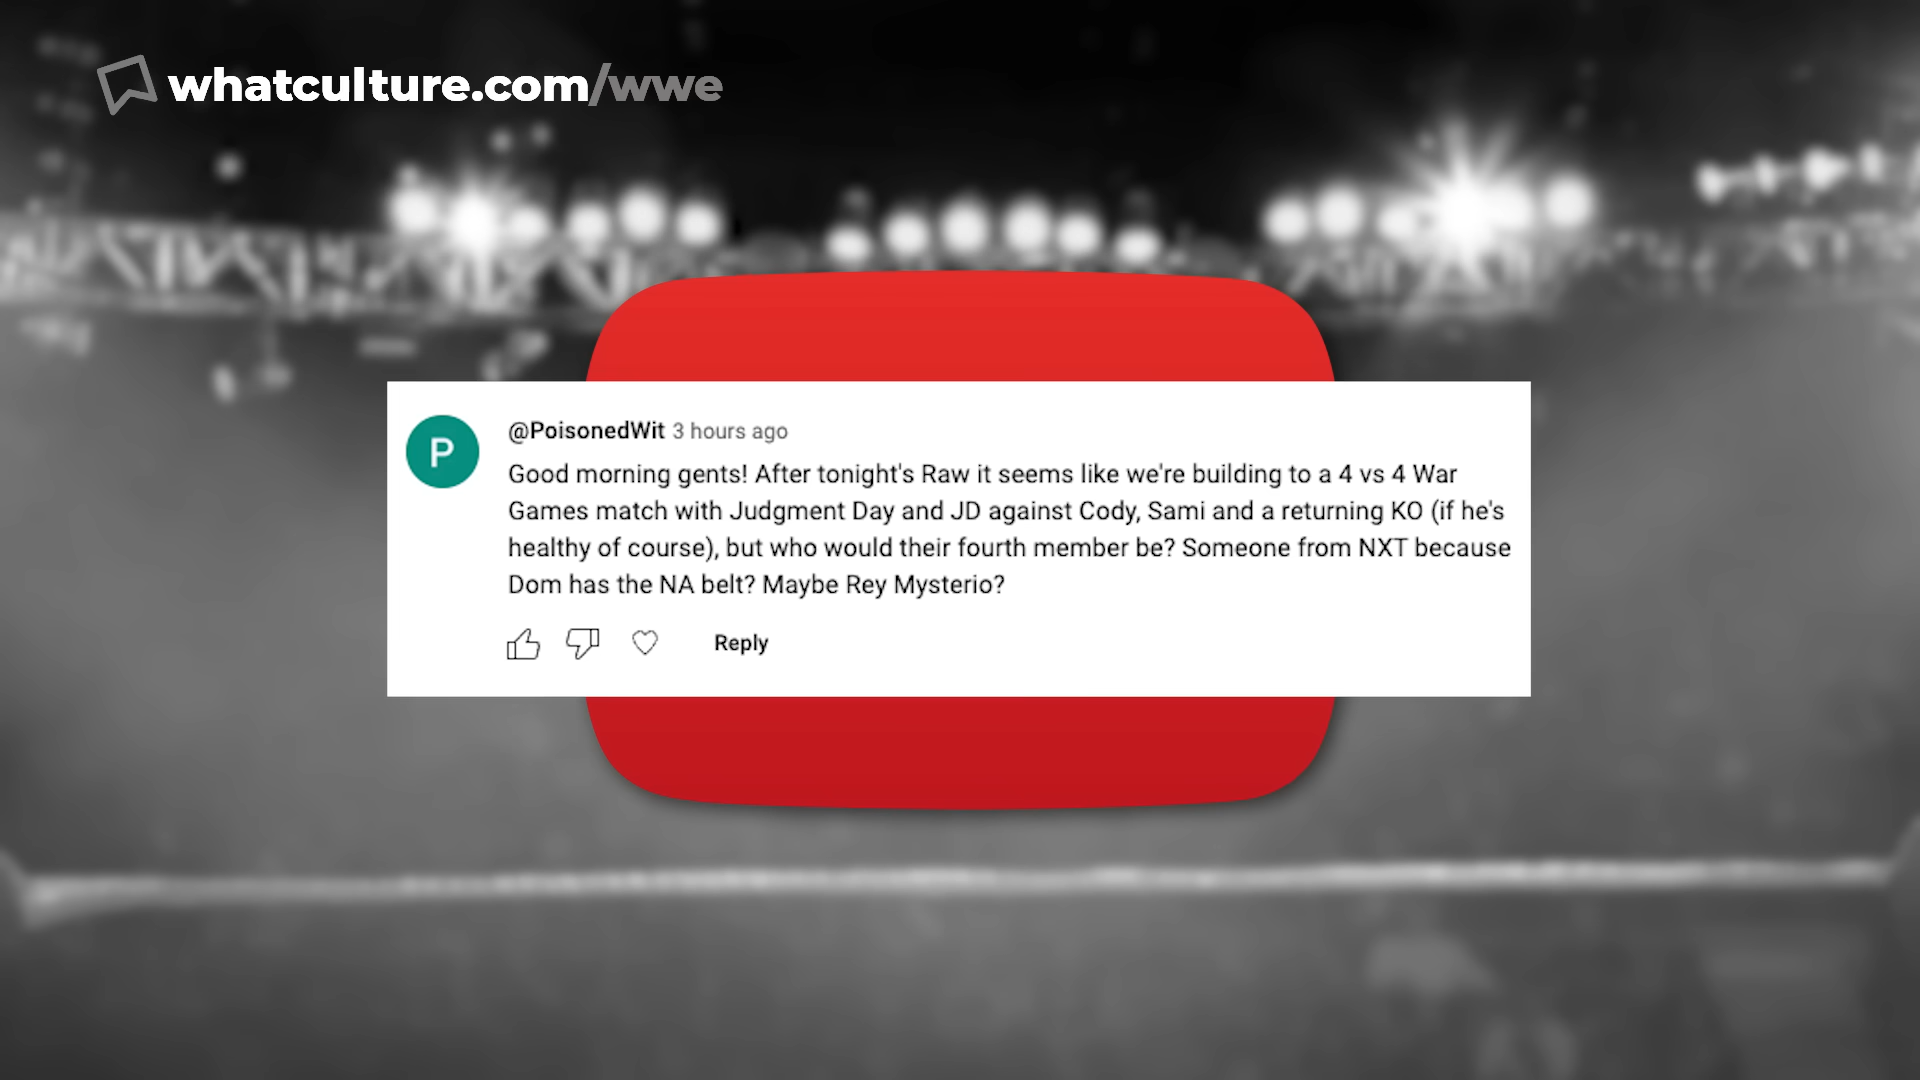 whatculture.com/wwe
P
@PoisonedWit 3 hours ago
Good morning gents! After tonight's Raw it seems like we're building to a 4 vs 4 War
Games match with Judgment Day and JD against Cody, Sami and a returning KO (if he's
healthy of course), but who would their fourth member be? Someone from NXT because
Dom has the NA belt? Maybe Rey Mysterio?
Reply